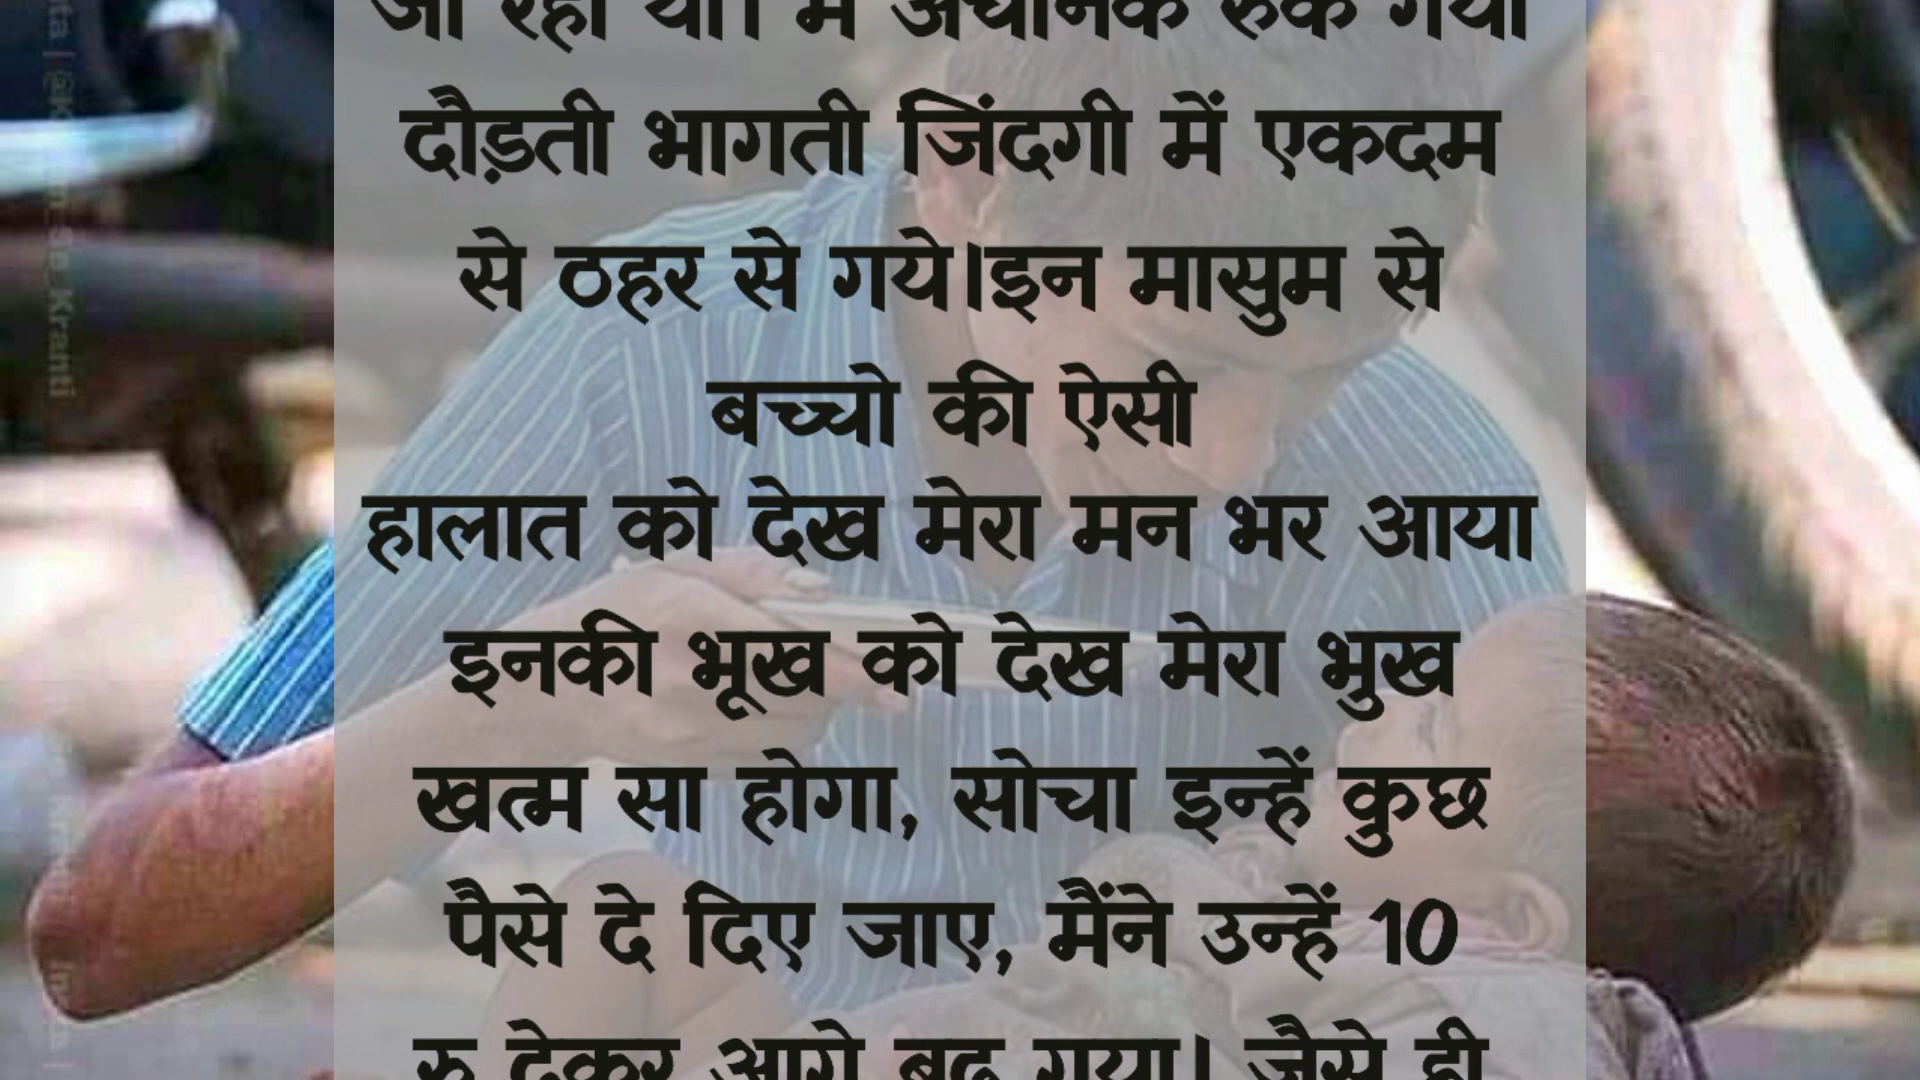 जा रहा था। मैं अचानक रुक गया
दौड़ती भागती जिंदगी में एकदम
से ठहर से गये।इन मासुम से
बच्चो की ऐसी
हालात को देख मेरा मन भर आया
इनकी भूख को देख मेरा भुख
खत्म सा होगा, सोचा इन्हें कुछ
पैसे दे दिए जाए, मैंने उन्हें 10
रु देकर आगे बढ़ गया। जैसे ही